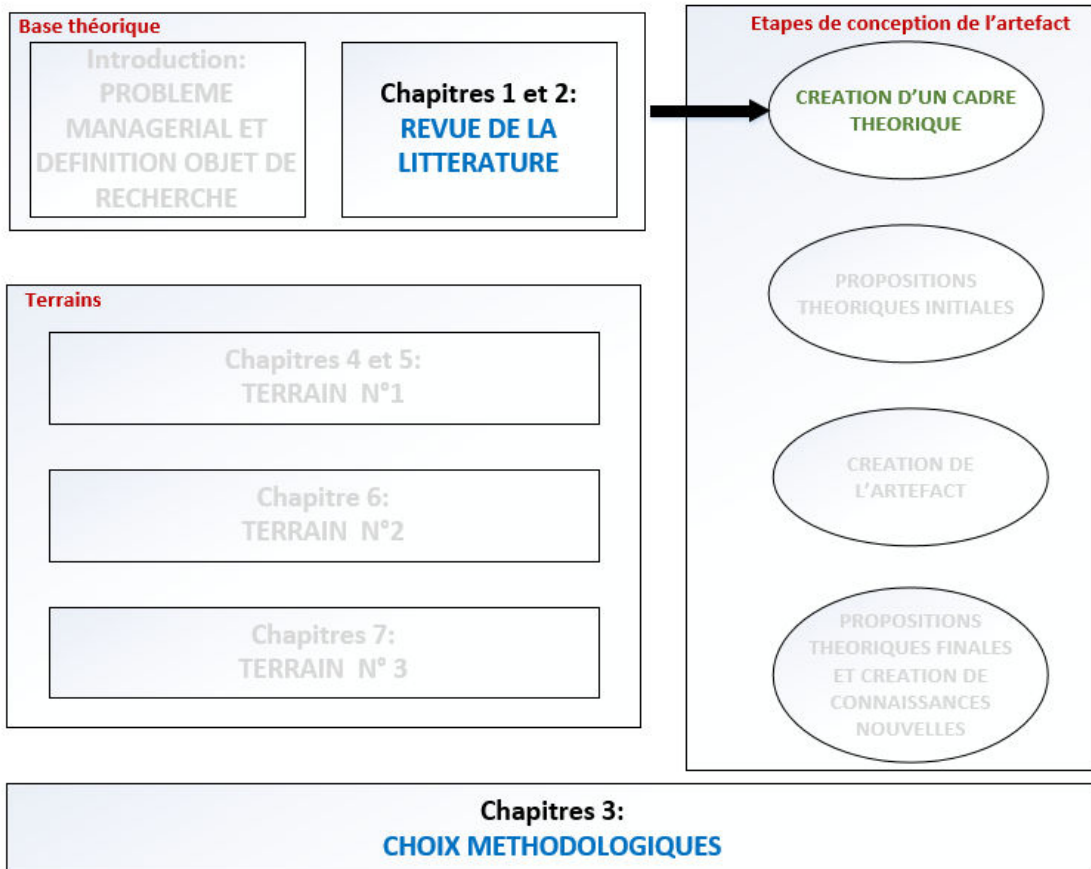 Base théorique
Introduction:
PROBLEME
MANAGERIAL ET
DEFINITION OBJET DE
RECHERCHE
Chapitres 1 et 2:
REVUE DE LA
LITTERATURE
Etapes de conception de l'artefact
CREATION D'UN CADRE
THEORIQUE
PROPOSITIONS
THEORIQUES INITIALES
CREATION DE
L'ARTEFACT
PROPOSITIONS
THEORIQUES FINALES
ET CREATION DE
CONNAISSANCES
NOUVELLES
Terrains
Chapitres 4 et 5:
TERRAIN N°1
Chapitre 6:
TERRAIN N°2
Chapitres 7:
TERRAIN N° 3
Chapitres 3:
CHOIX METHODOLOGIQUES